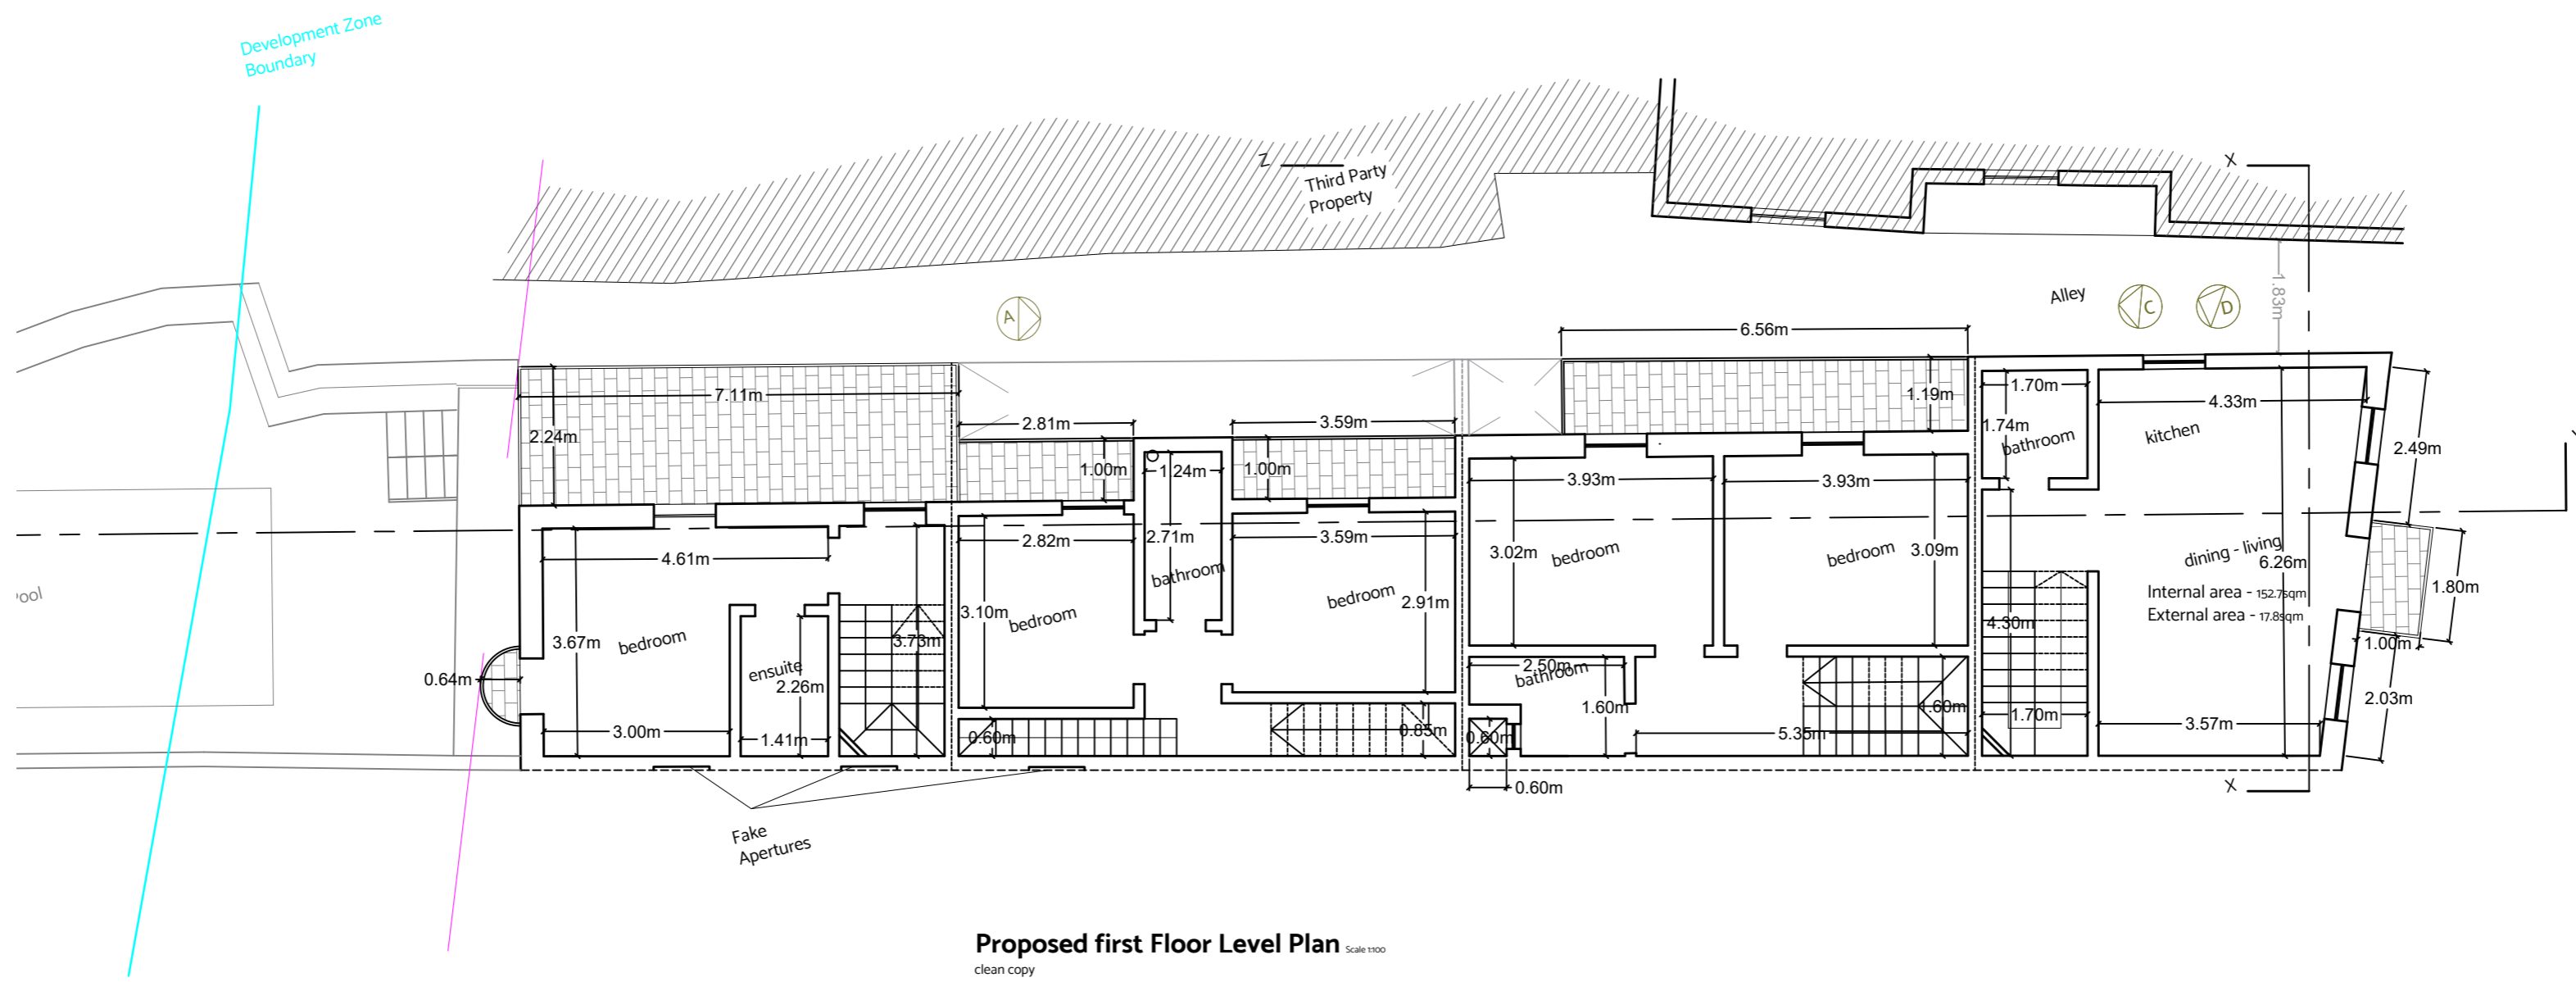 Development Zone
Boundary
Z
Third Party
Property
X
Alley
1.83m
A
C
D
6.56m
7.11m
2.24m
2.81m
3.59m
1.00m
1.24m
1.00m
1.19m
1.70m
4.33m
1.74m
bathroom
kitchen
2.49m
3.93m
3.93m
4.61m
2.82m
2.71m
3.59m
3.02m
bedroom
bedroom
3.09m
dining - living
6.26m
Internal area - 152.7sqm
External area - 17.8sqm
1.80m
bathroom
bedroom
2.91m
3.10m
bedroom
3.67m
bedroom
3.73m
4.30m
1.00m
ensuite
2.26m
0.64m
2.50m
bathroom
1.60m
1.60m
1.70m
2.03m
3.00m
1.41m
0.60m
0.85m
0.60m
5.35m
3.57m
0.60m
X
Fake
Apertures
Proposed first Floor Level Plan Scale 1:100
clean copy